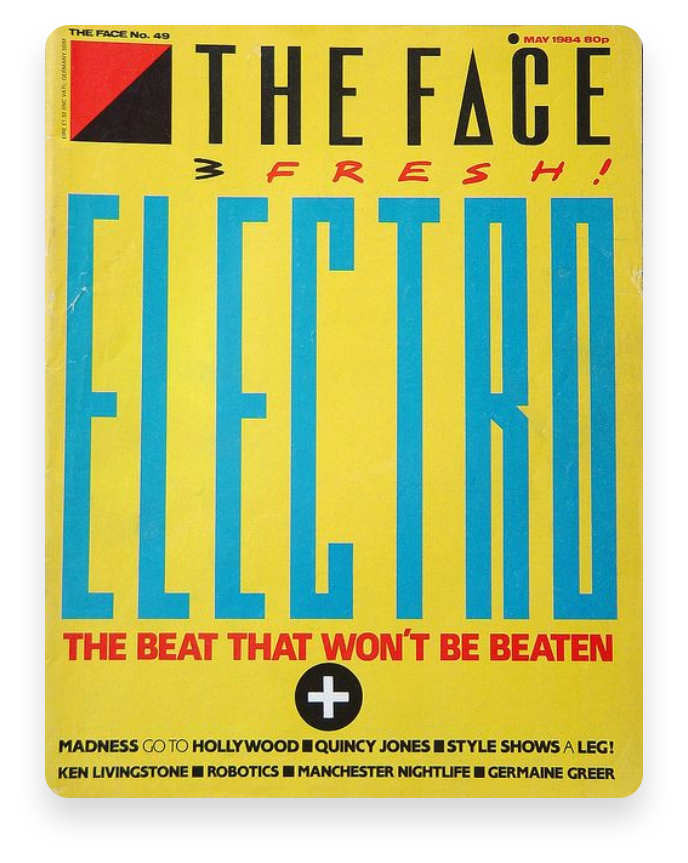 THE FACE No. 49
MAY 1984 80p
THE FACE
3 FRESH!
ELECTRO
THE BEAT THAT WON'T BE BEATEN
+
MADNESS GO TO HOLLYWOOD ■ QUINCY JONES ■ STYLE SHOWS A LEG!
KEN LIVINGSTONE ■ ROBOTICS ■ MANCHESTER NIGHTLIFE ■ GERMAINE GREER